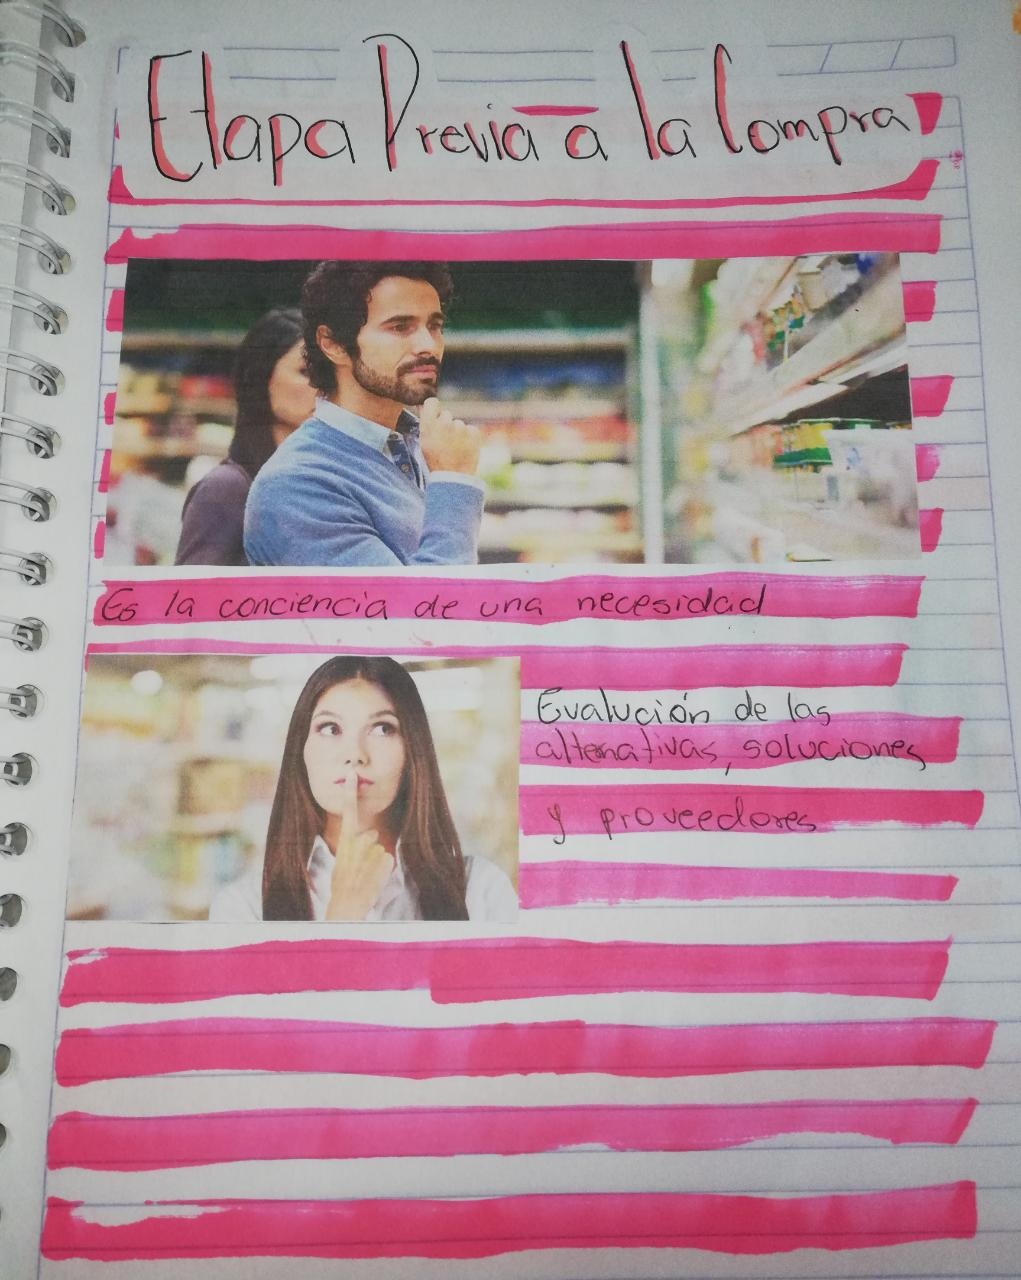 Etapa Previa a la Compra
Es la conciencia de una necesidad
Evalución de las
alternativas, soluciones
y proveedores